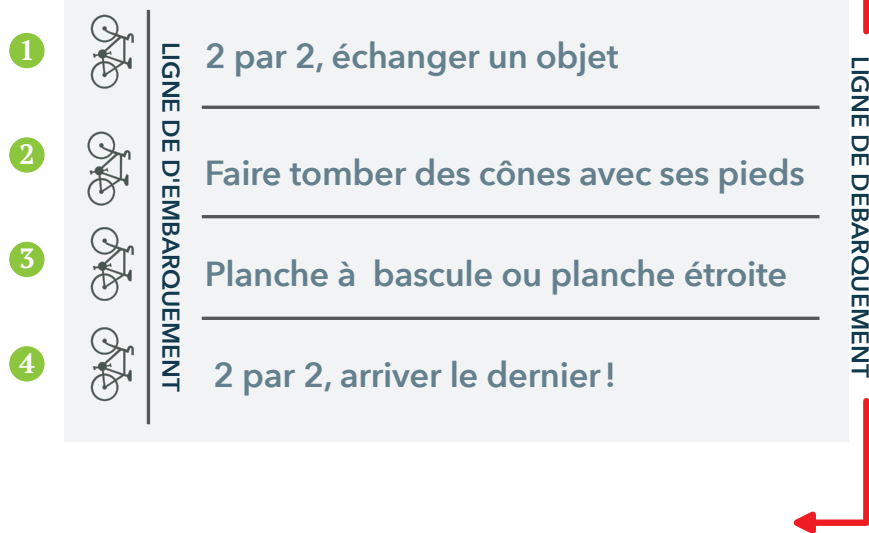 1
2 par 2, échanger un objet
2
Faire tomber des cônes avec ses pieds
3
Planche à bascule ou planche étroite
4
2 par 2, arriver le dernier !
LIGNE DE D'EMBARQUEMENT
LIGNE DE DEBARQUEMENT